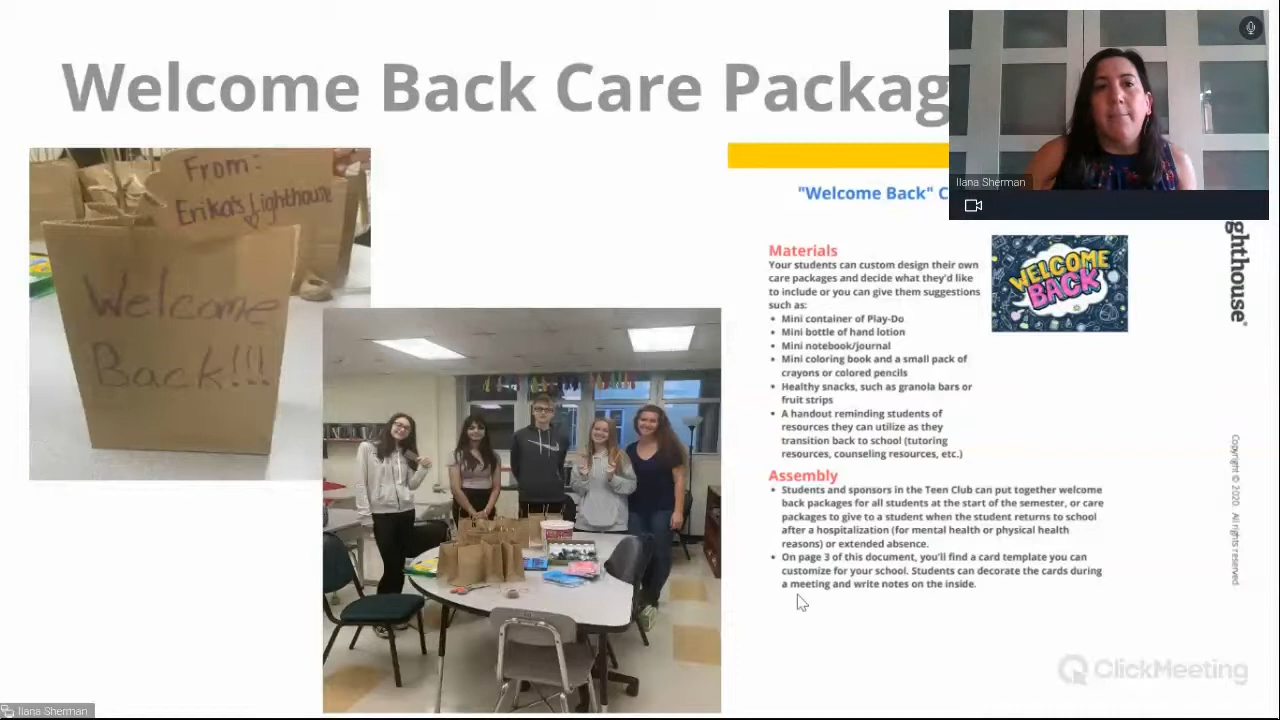 Welcome Back Care Packag
Ilana Sherman
From:
Erika's Lighthouse
Welcome
Back!!!
"Welcome Back" C
Materials
Your students can custom design their own
care packages and decide what they'd like
to include or you can give them suggestions
such as:
• Mini container of Play-Do
• Mini bottle of hand lotion
• Mini notebook/journal
• Mini coloring book and a small pack of
crayons or colored pencils
• Healthy snacks, such as granola bars or
fruit strips
• A handout reminding students of
resources they can utilize as they
transition back to school (tutoring
resources, counseling resources, etc.)
WELCOME
BACK
Assembly
• Students and sponsors in the Teen Club can put together welcome
back packages for all students at the start of the semester, or care
packages to give to a student when the student returns to school
after a hospitalization (for mental health or physical health
reasons) or extended absence.
• On page 3 of this document, you'll find a card template you can
customize for your school. Students can decorate the cards during
a meeting and write notes on the inside.
ghthouse
Copyright © 2020. All rights reserved
ClickMeeting
Ilana Sherman